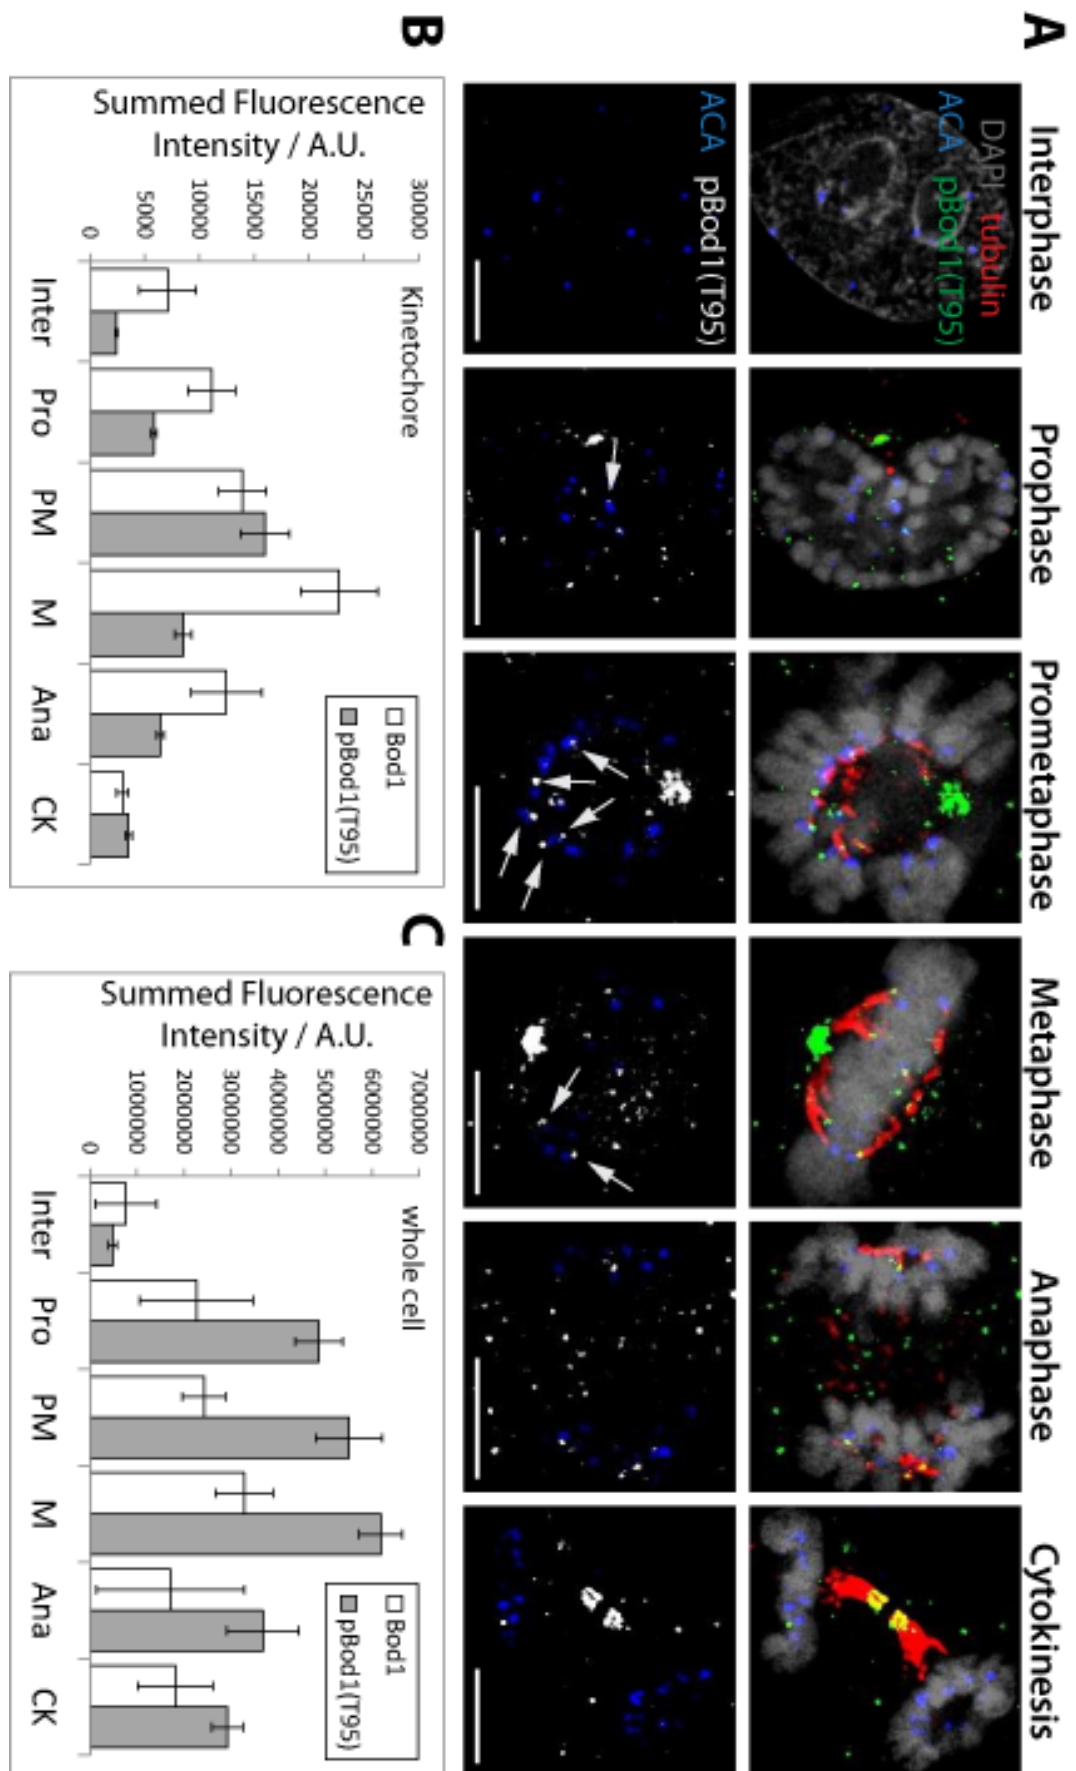 A
Interphase
Prophase
Prometaphase
Metaphase
Anaphase
Cytokinesis
DAPI tubulin
ACA pBod1(T95)
ACA pBod1(T95)
B
Summed Fluorescence
Intensity / A.U.
30000
25000
20000
15000
10000
5000
0
Kinetochore
Bod1
pBod1(T95)
Inter
Pro
PM
M
Ana
CK
C
Summed Fluorescence
Intensity / A.U.
7000000
6000000
5000000
4000000
3000000
2000000
1000000
0
whole cell
Bod1
pBod1(T95)
Inter
Pro
PM
M
Ana
CK